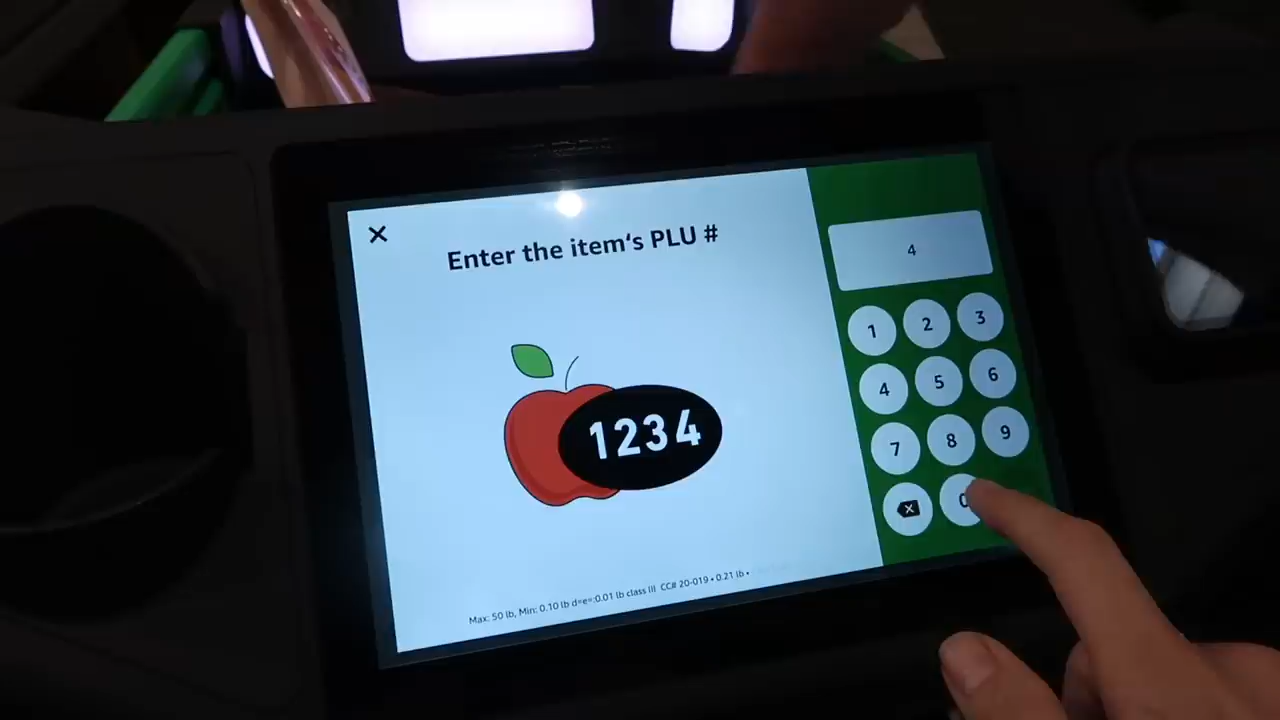 Enter the item's PLU #
4
1234
1 2 3
4 5 6
7 8 9
0
Max: 50 lb, Min: 0.10 lb d=e=:0.01 lb class III CC# 20-019 • 0.21 lb •